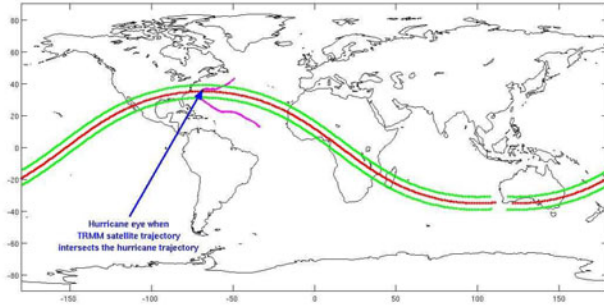 80
60
40
20
0
-20
-40
-60
-80
Hurricane eye when
TRMM satellite trajectory
intersects the hurricane trajectory
-150 -100 -50 0 50 100 150